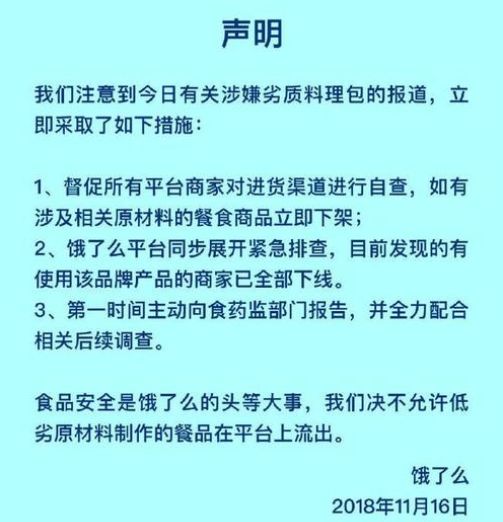 声明
我们注意到今日有关涉嫌劣质料理包的报道，立
即采取了如下措施：
1、督促所有平台商家对进货渠道进行自查，如有
涉及相关原材料的餐食商品立即下架；
2、饿了么平台同步展开紧急排查，目前发现的有
使用该品牌产品的商家已全部下线。
3、第一时间主动向食药监部门报告，并全力配合
相关后续调查。
食品安全是饿了么的头等大事，我们决不允许低
劣原材料制作的餐品在平台上流出。
饿了么
2018年11月16日